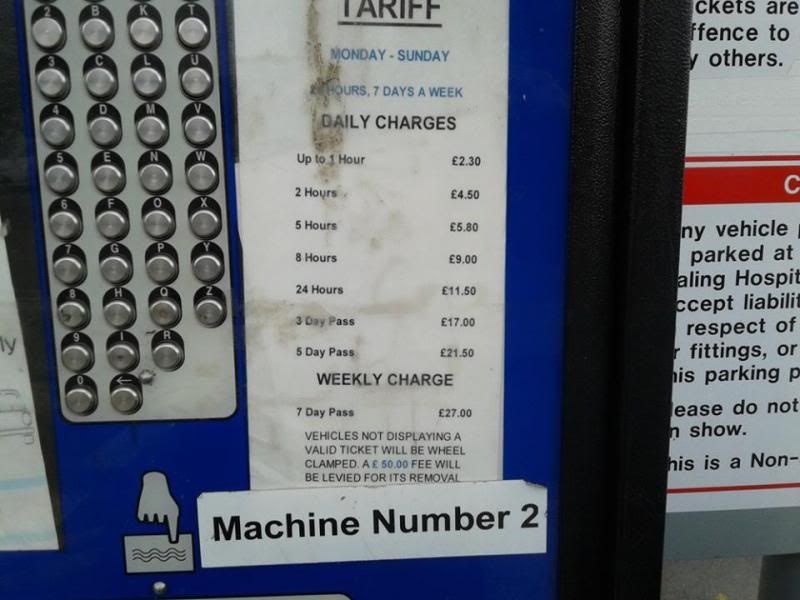 TARIFF
MONDAY - SUNDAY
HOURS, 7 DAYS A WEEK
DAILY CHARGES
Up to 1 Hour £2.30
2 Hours £4.50
5 Hours £5.80
8 Hours £9.00
24 Hours £11.50
3 Day Pass £17.00
5 Day Pass £21.50
WEEKLY CHARGE
7 Day Pass £27.00
VEHICLES NOT DISPLAYING A
VALID TICKET WILL BE WHEEL
CLAMPED. A £ 50.00 FEE WILL
BE LEVIED FOR ITS REMOVAL
Machine Number 2
2 B K T
3 C L U
4 D M V
5 E N W
6 F O X
7 G P Y
8 H Q Z
9 I R
0 ←
ckets are
ffence to
y others.
C
ny vehicle
parked at
aling Hospit
ccept liabilit
respect of
r fittings, or
his parking p
lease do not
n show.
his is a Non-